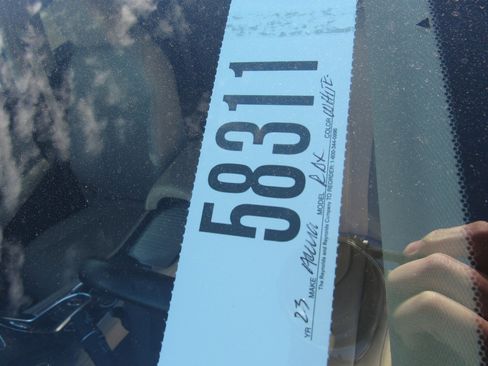 58311
YR 23 MAKE Acura MODEL RDX COLOR White
The Reynolds and Reynolds Company TO REORDER: 1-800-344-0996